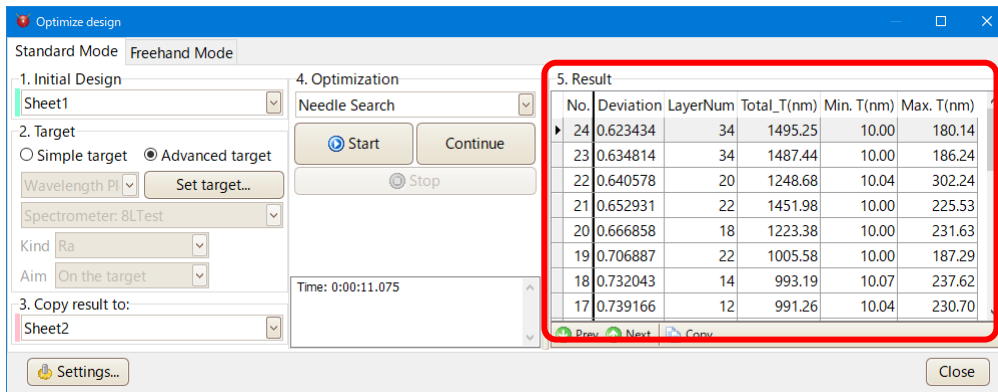 Optimize design
Standard Mode Freehand Mode
1. Initial Design
Sheet1
2. Target
Simple target Advanced target
Wavelength Pl Set target...
Spectrometer: 8LTest
Kind Ra
Aim On the target
3. Copy result to:
Sheet2
4. Optimization
Needle Search
Start Continue
Stop
Time: 0:00:11.075
5. Result
No. Deviation LayerNum Total_T(nm) Min. T(nm) Max. T(nm)
24 0.623434 34 1495.25 10.00 180.14
23 0.634814 34 1487.44 10.00 186.24
22 0.640578 20 1248.68 10.04 302.24
21 0.652931 22 1451.98 10.00 225.53
20 0.666858 18 1223.38 10.00 231.63
19 0.706887 22 1005.58 10.00 187.29
18 0.732043 14 993.19 10.07 237.62
17 0.739166 12 991.26 10.04 230.70
Prev Next Copy
Settings... Close